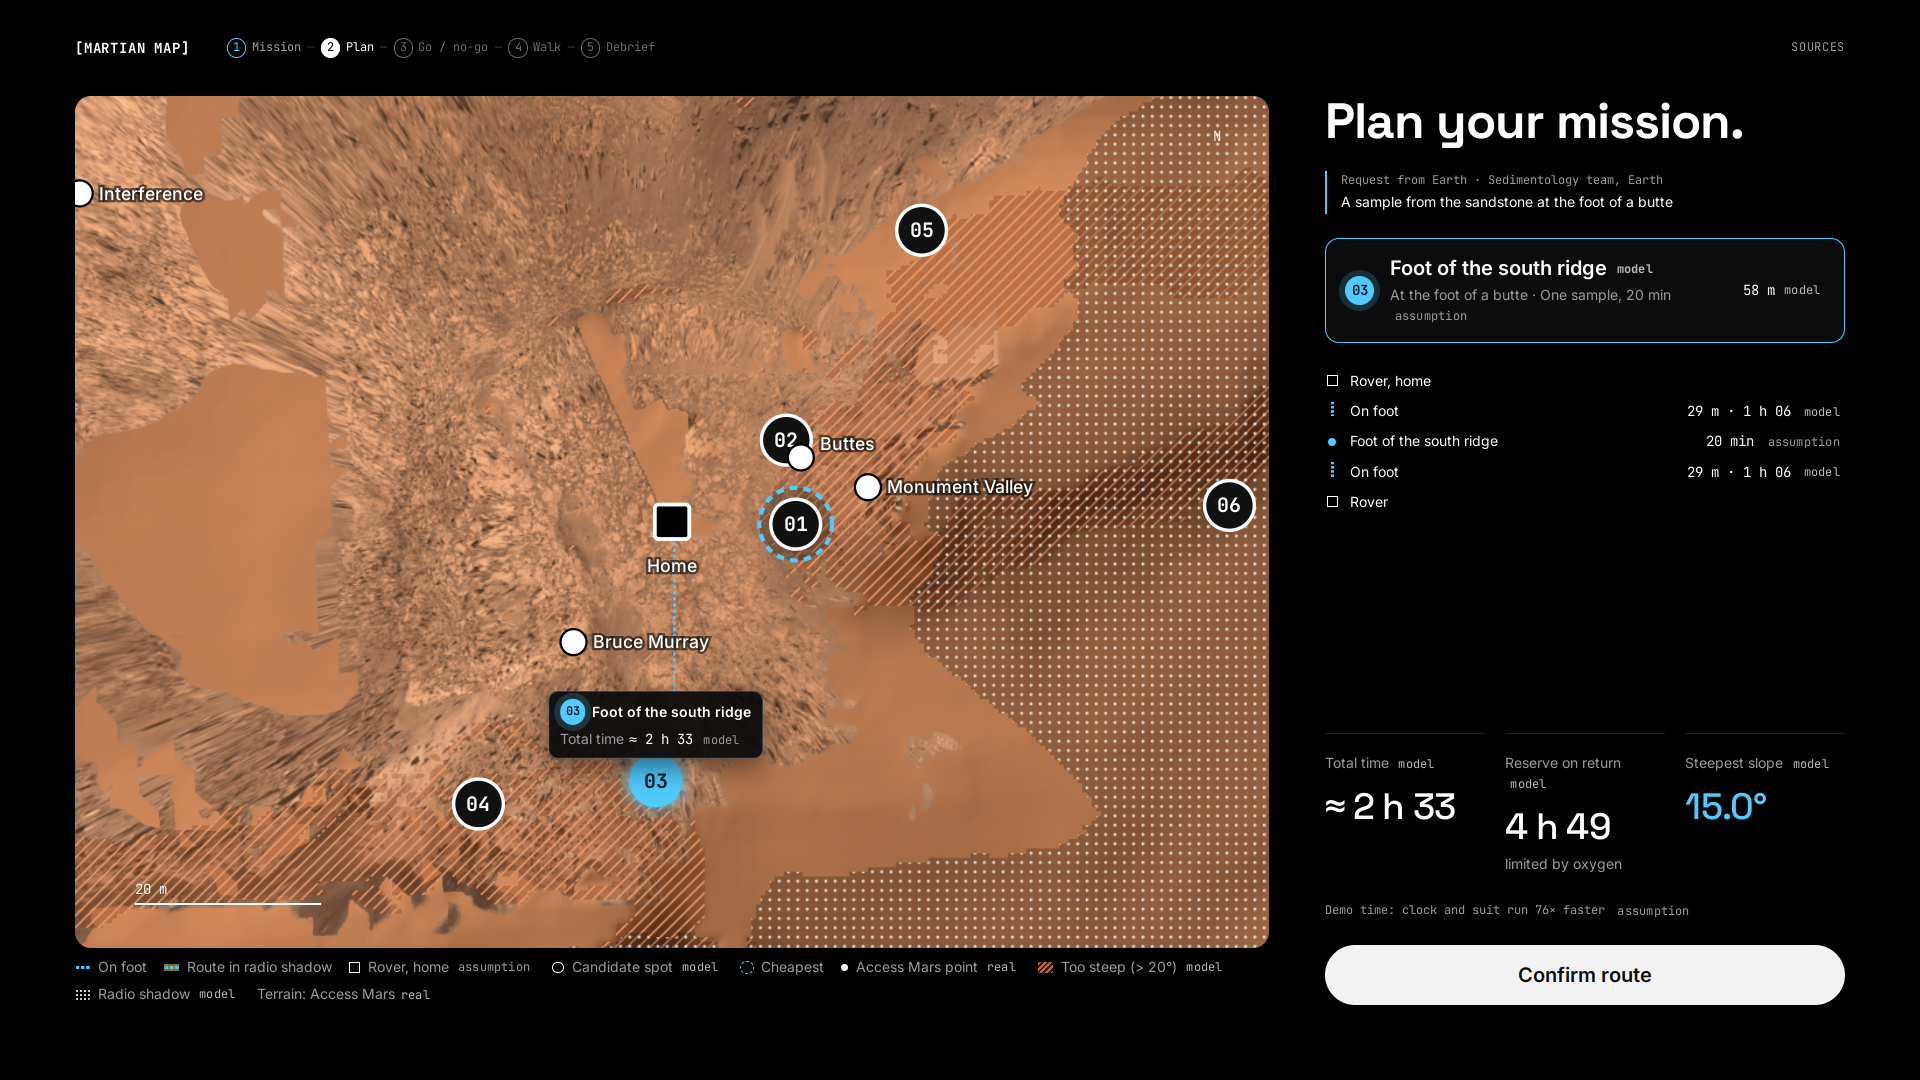 [MARTIAN MAP]
1 Mission — 2 Plan — 3 Go / no-go — 4 Walk — 5 Debrief
SOURCES
N
Interference
05
02
Buttes
Monument Valley
01
06
Home
Bruce Murray
03 Foot of the south ridge
Total time ≈ 2 h 33 model
03
04
20 m
On foot
Route in radio shadow
Rover, home assumption
Candidate spot model
Cheapest
Access Mars point real
Too steep (> 20°) model
Radio shadow model
Terrain: Access Mars real
Plan your mission.
Request from Earth · Sedimentology team, Earth
A sample from the sandstone at the foot of a butte
03 Foot of the south ridge model
At the foot of a butte · One sample, 20 min
assumption
58 m model
Rover, home
On foot 29 m · 1 h 06 model
Foot of the south ridge 20 min assumption
On foot 29 m · 1 h 06 model
Rover
Total time model
≈ 2 h 33
Reserve on return
model
4 h 49
limited by oxygen
Steepest slope model
15.0°
Demo time: clock and suit run 76× faster assumption
Confirm route